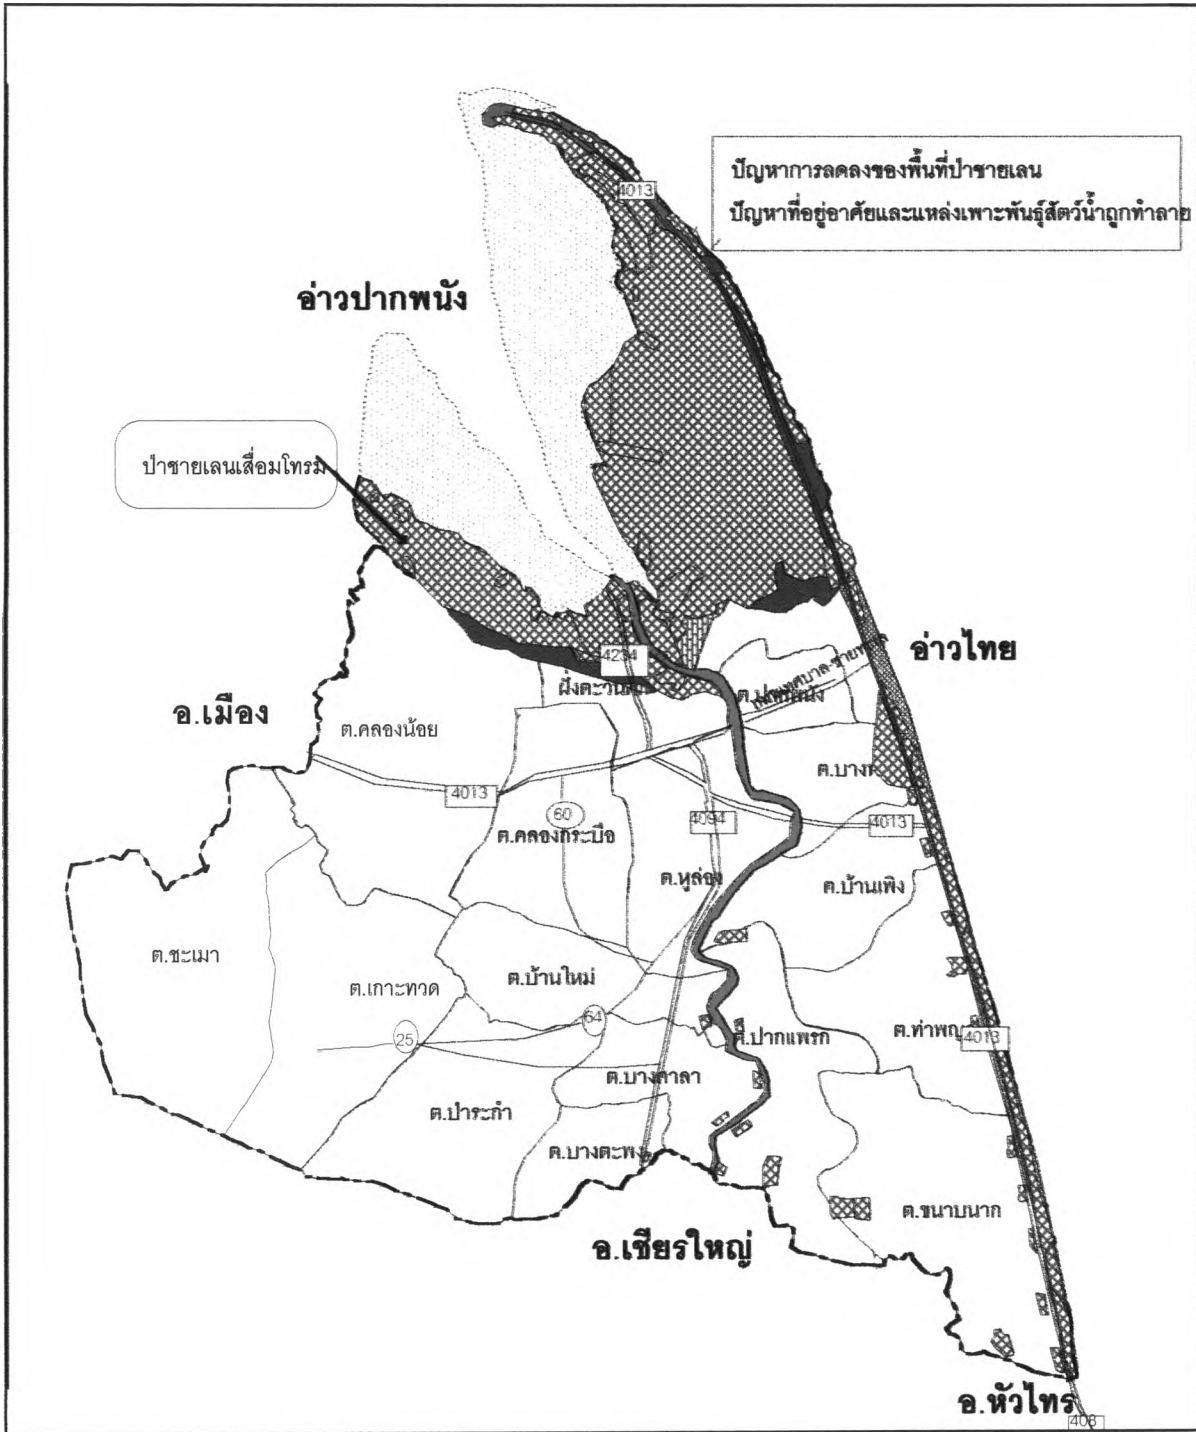 4013
ปัญหาการลดลงของพื้นที่ป่าชายเลน
ปัญหาที่อยู่อาศัยและแหล่งเพาะพันธุ์สัตว์น้ำถูกทำลาย
อ่าวปากพนัง
ป่าชายเลนเสื่อมโทรม
อ่าวไทย
4234
อ.เมือง
ต.คลองน้อย
4013
60
ต.คลองกระบือ
4094
4013
ต.หูล่อง
ต.บ้านเพิง
ต.ชะเมา
ต.เกาะทวด
ต.บ้านใหม่
64
25
ต.ปากแพรก
ต.ท่าพญ
4013
ต.บางศาลา
ต.ป่าระกำ
ต.บางตะพง
ต.ขนาบนาก
อ.เชียรใหญ่
อ.หัวไทร
408